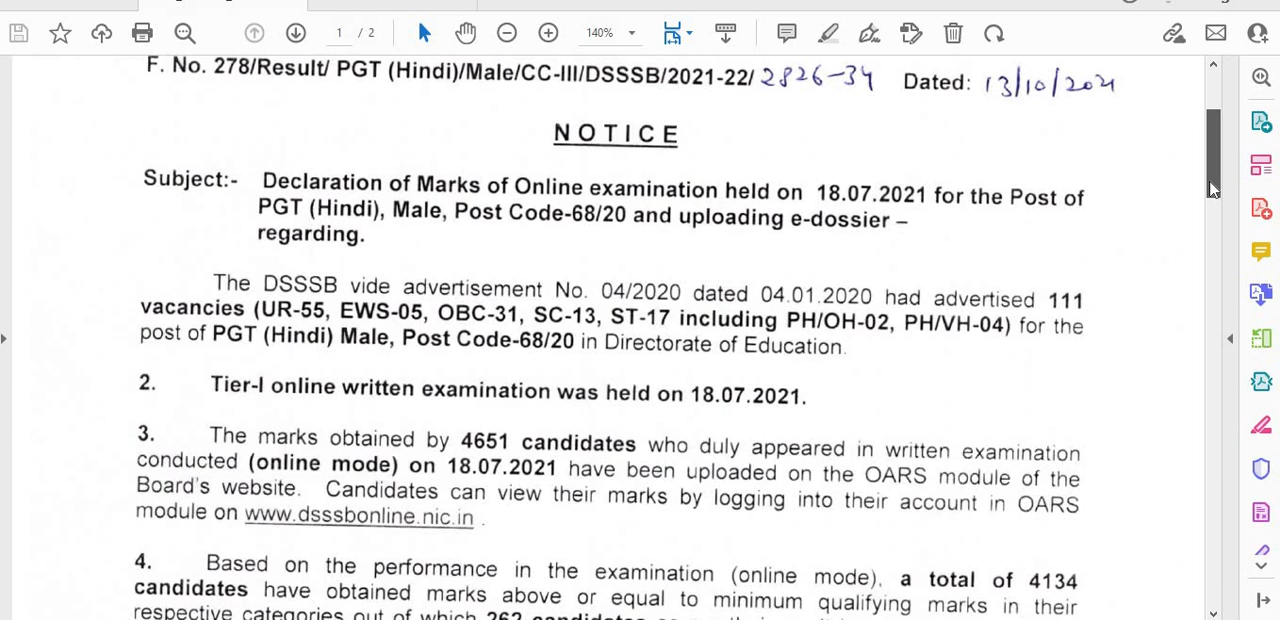 1 / 2
140%
F. No. 278/Result/ PGT (Hindi)/Male/CC-III/DSSSB/2021-22/ 2826-34 Dated: 13/10/2021
NOTICE
Subject:- Declaration of Marks of Online examination held on 18.07.2021 for the Post of
PGT (Hindi), Male, Post Code-68/20 and uploading e-dossier –
regarding.
The DSSSB vide advertisement No. 04/2020 dated 04.01.2020 had advertised 111
vacancies (UR-55, EWS-05, OBC-31, SC-13, ST-17 including PH/OH-02, PH/VH-04) for the
post of PGT (Hindi) Male, Post Code-68/20 in Directorate of Education.
2. Tier-I online written examination was held on 18.07.2021.
3. The marks obtained by 4651 candidates who duly appeared in written examination
conducted (online mode) on 18.07.2021 have been uploaded on the OARS module of the
Board's website. Candidates can view their marks by logging into their account in OARS
module on www.dsssbonline.nic.in .
4. Based on the performance in the examination (online mode), a total of 4134
candidates have obtained marks above or equal to minimum qualifying marks in their
respective categories out of which 262 candidates